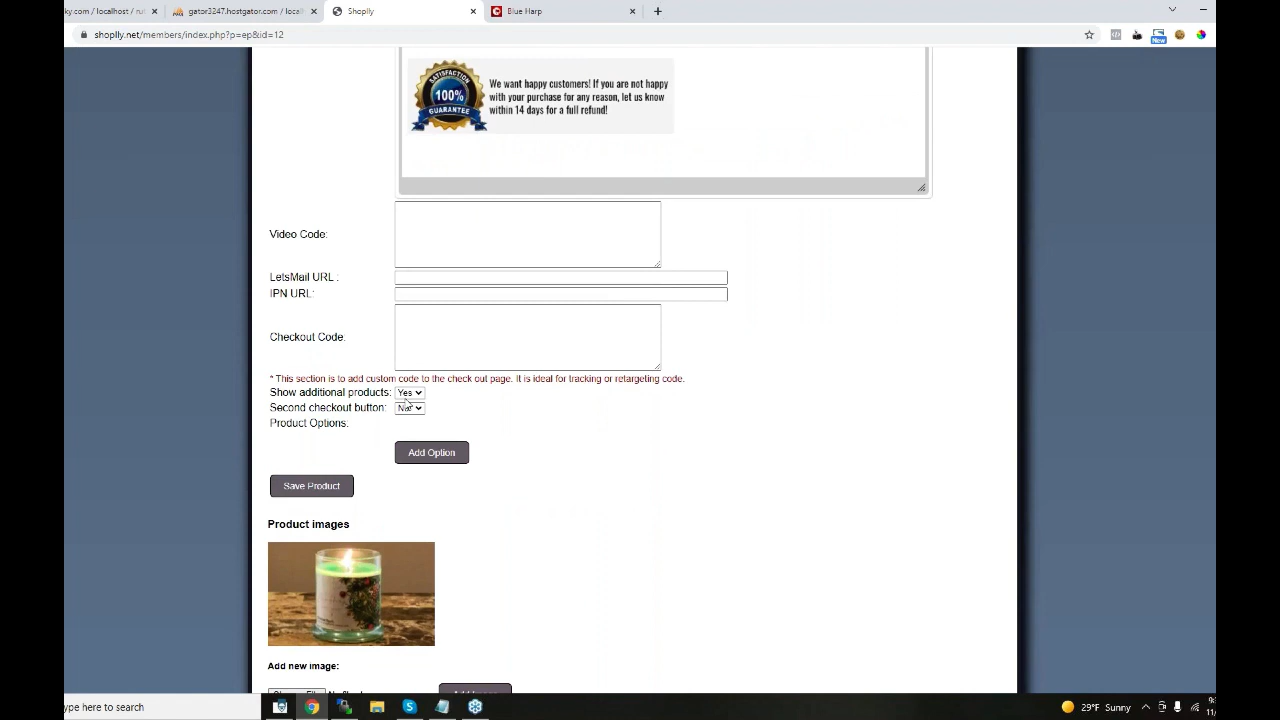 ky.com / localhost / ru
gator3247.hostgator.com / local
Shoplly
Blue Harp
shoplly.net/members/index.php?p=ep&id=12
New
SATISFACTION
100%
GUARANTEE
We want happy customers! If you are not happy
with your purchase for any reason, let us know
within 14 days for a full refund!
Video Code:
LetsMail URL :
IPN URL:
Checkout Code:
* This section is to add custom code to the check out page. It is ideal for tracking or retargeting code.
Show additional products: Yes
Second checkout button:
Product Options:
Add Option
Save Product
Product images
Add new image:
ype here to search
29°F Sunny